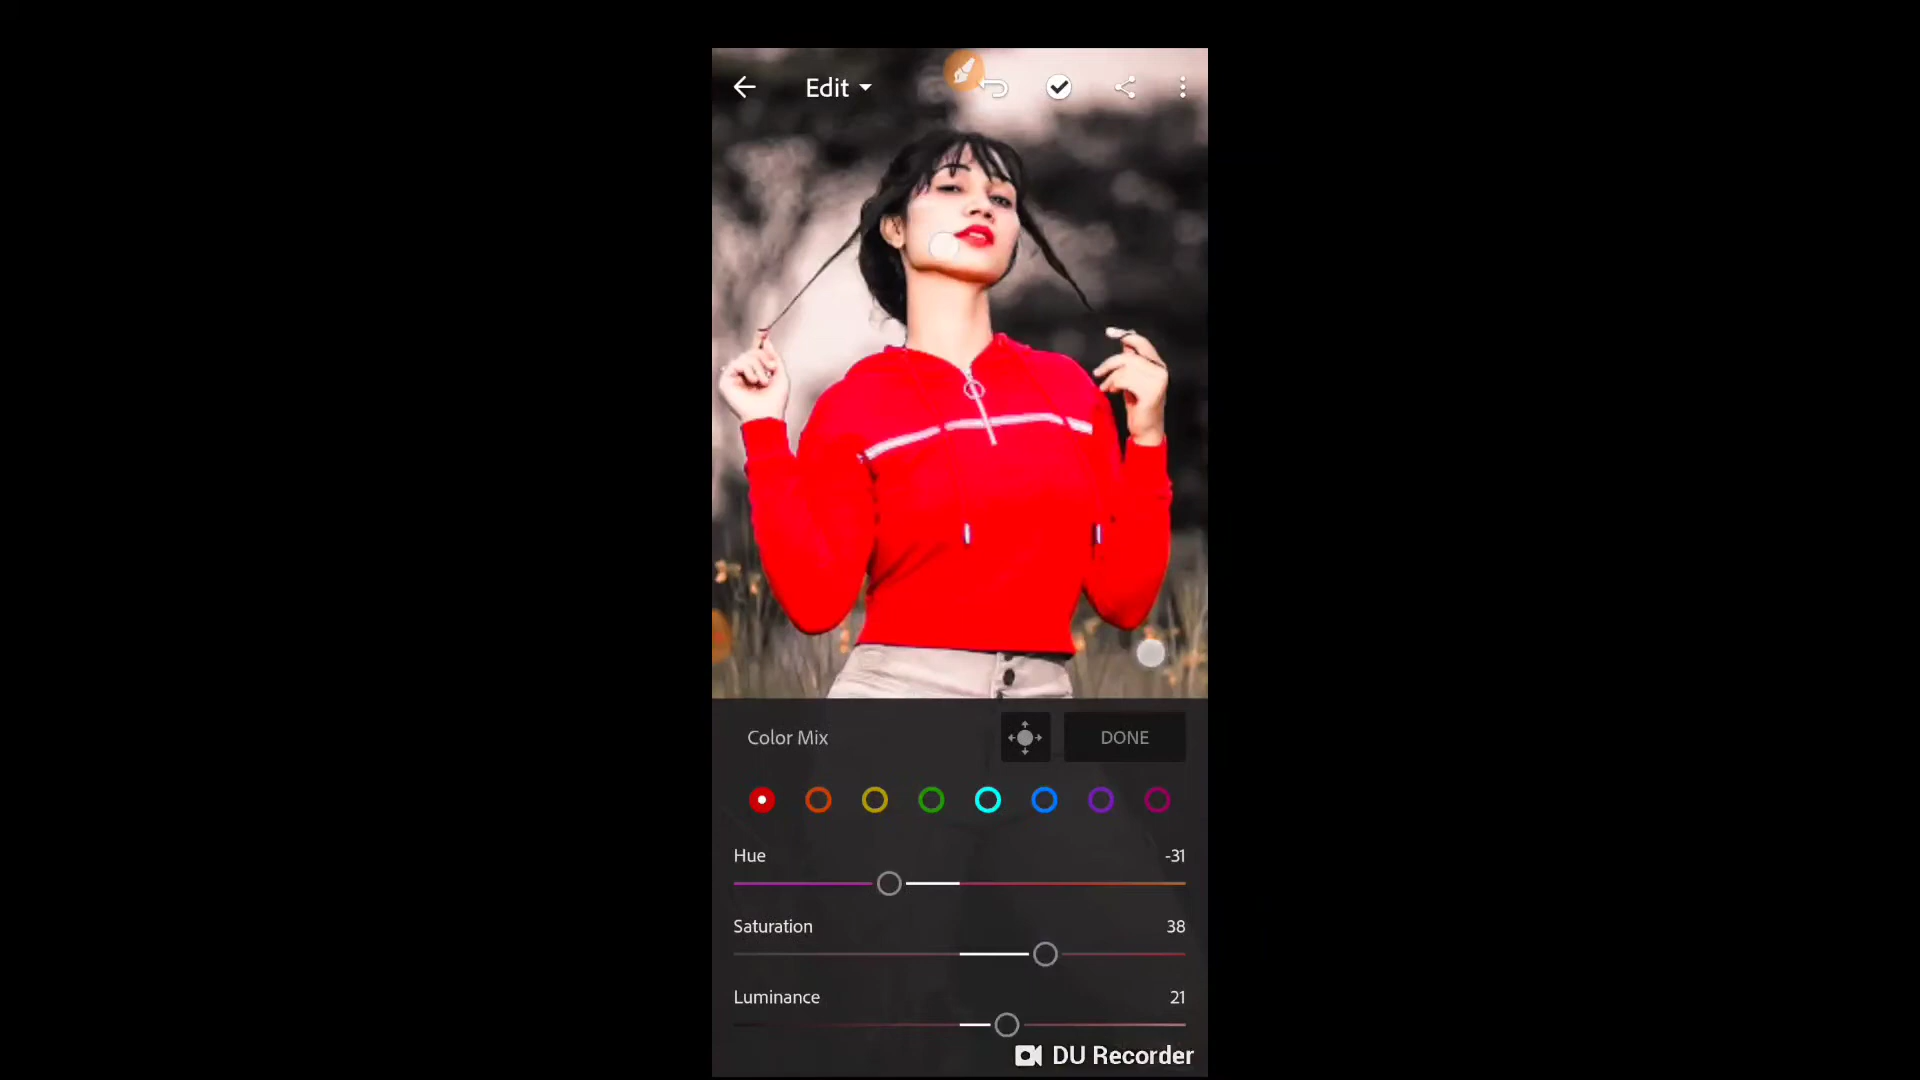 Edit
Color Mix
DONE
Hue
-31
Saturation
38
Luminance
21
DU Recorder